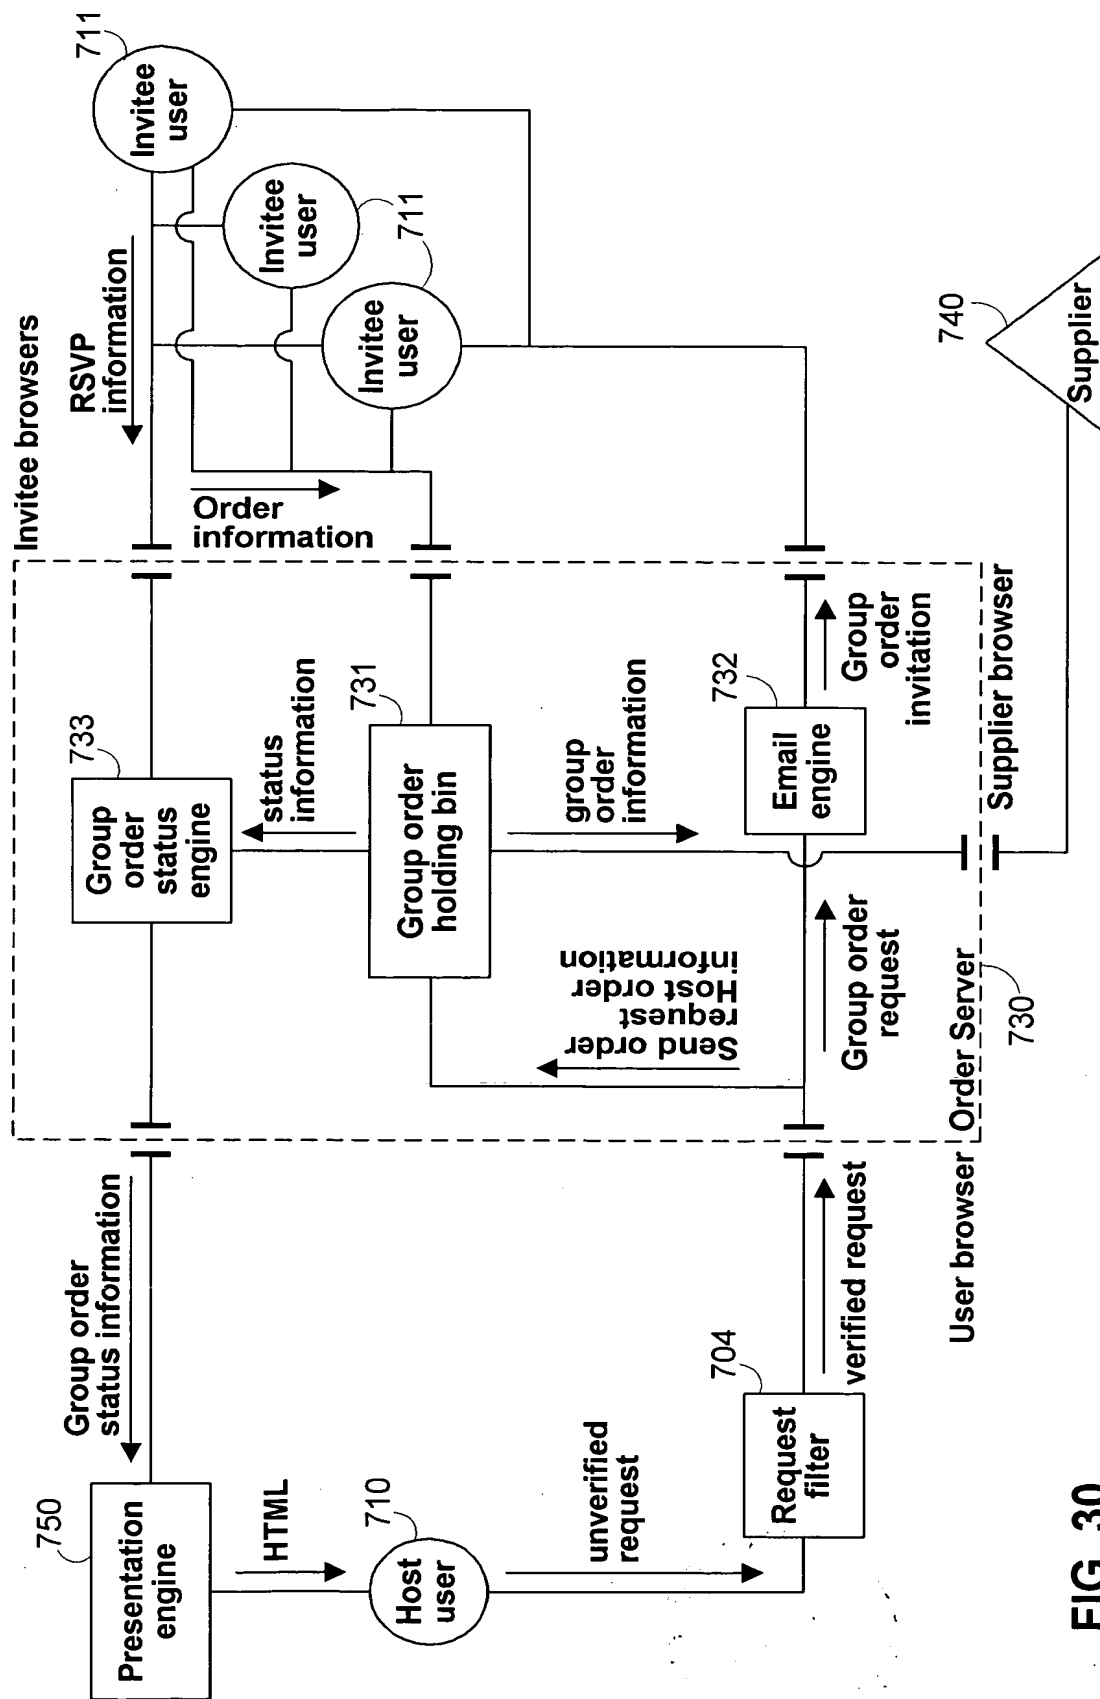 750
Presentation
engine
Group order
status information
HTML
710
Host
user
unverified
request
704
Request
filter
verified request
User browser
Order Server
730
733
Group
order
status
engine
status
information
731
Group order
holding bin
Send order
request
Host order
information
group
order
information
732
Email
engine
Group order
request
Group
order
invitation
Supplier browser
Invitee browsers
RSVP
information
Order
information
711
Invitee
user
Invitee
user
711
Invitee
user
711
740
Supplier
FIG. 30